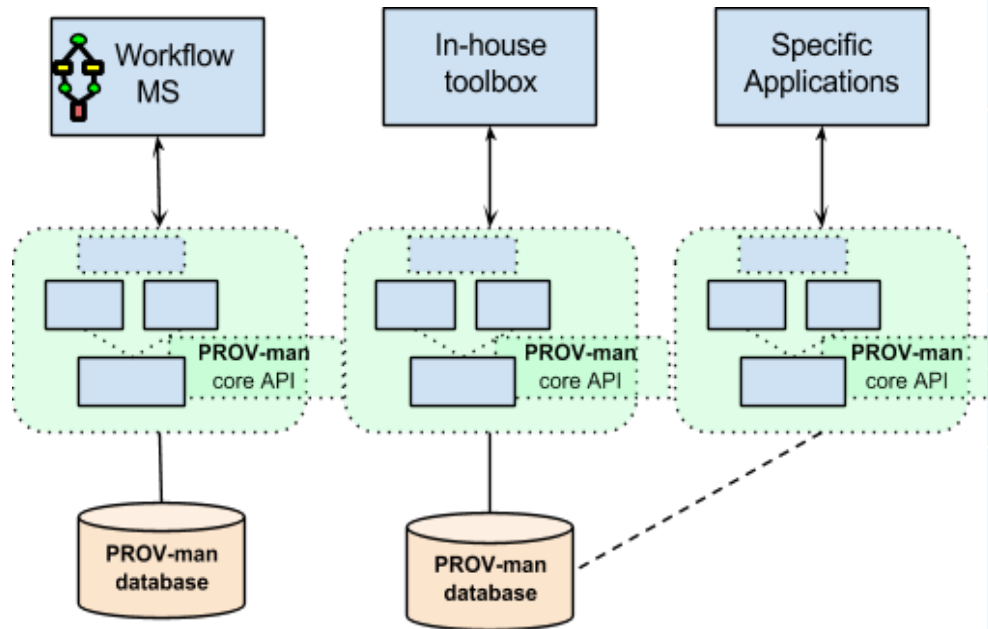 Workflow
MS
In-house
toolbox
Specific
Applications
PROV-man
core API
PROV-man
core API
PROV-man
core API
PROV-man
database
PROV-man
database